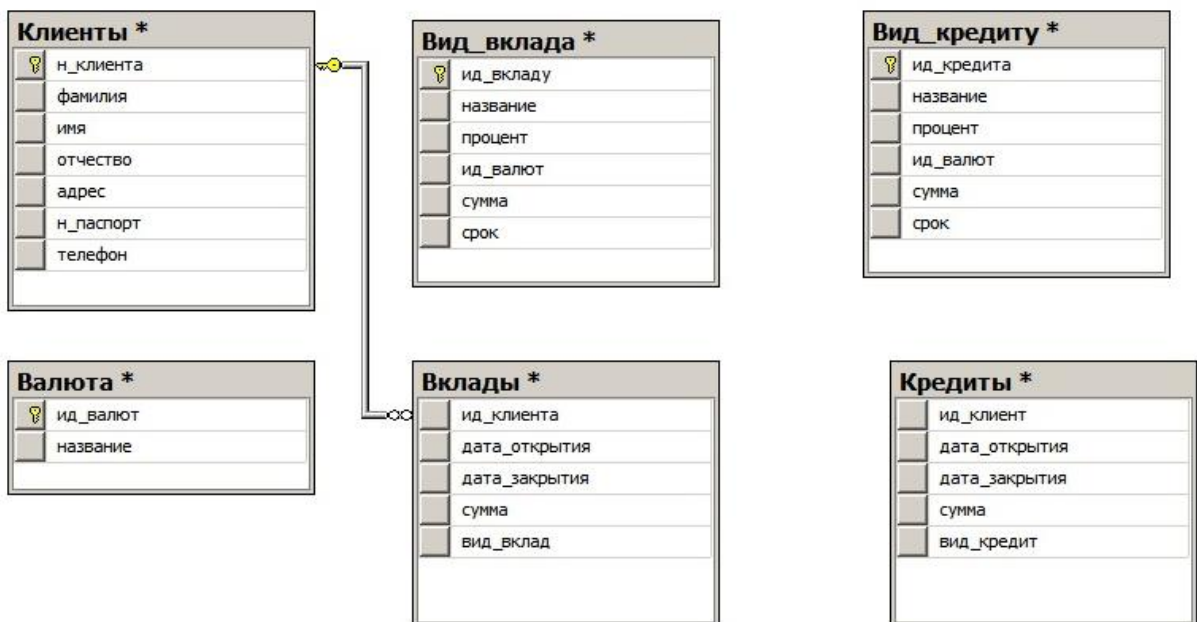 Клиенты *
н_клиента
фамилия
имя
отчество
адрес
н_паспорт
телефон
Вид_вклада *
ид_вкладу
название
процент
ид_валют
сумма
срок
Вид_кредиту *
ид_кредита
название
процент
ид_валют
сумма
срок
Валюта *
ид_валют
название
Вклады *
ид_клиента
дата_открытия
дата_закрытия
сумма
вид_вклад
Кредиты *
ид_клиент
дата_открытия
дата_закрытия
сумма
вид_кредит